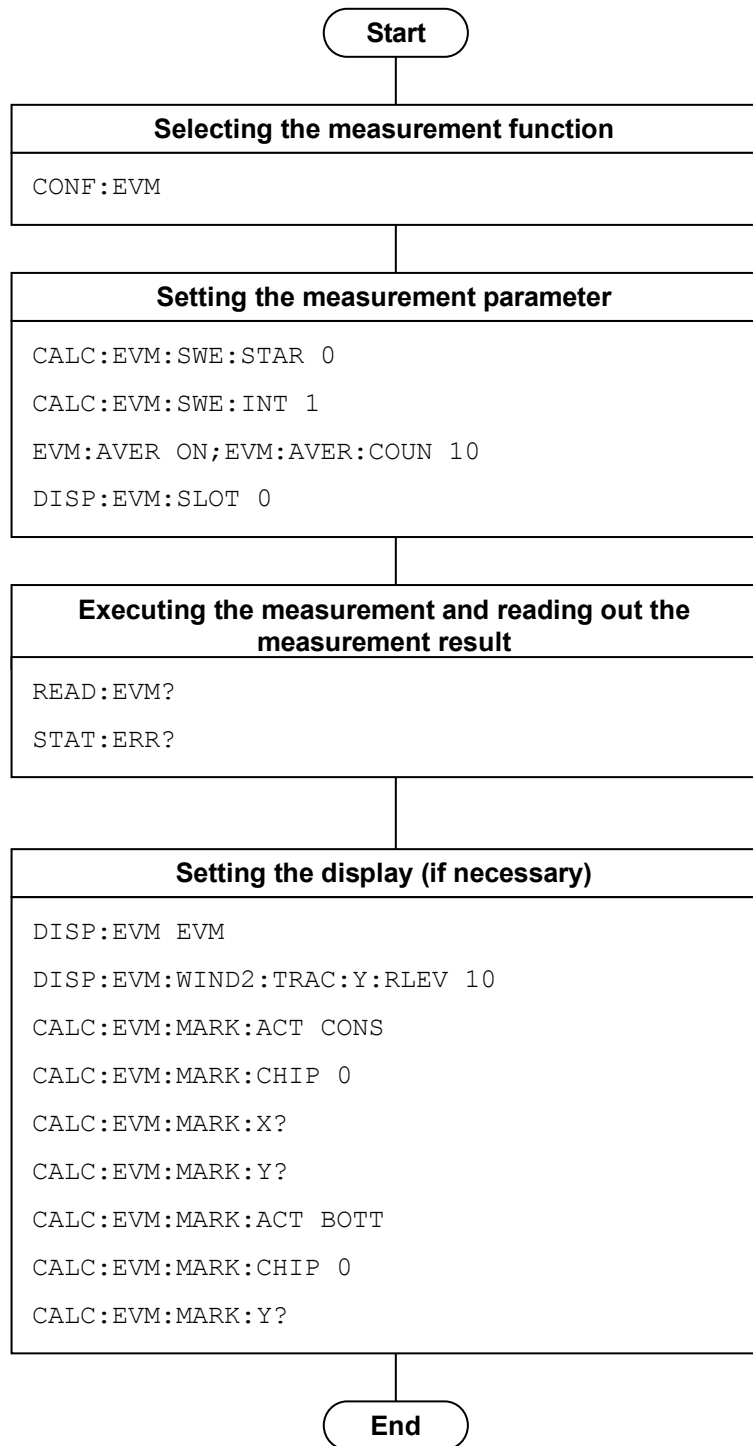 Start
Selecting the measurement function
CONF:EVM
Setting the measurement parameter
CALC:EVM:SWE:STAR 0
CALC:EVM:SWE:INT 1
EVM:AVER ON;EVM:AVER:COUN 10
DISP:EVM:SLOT 0
Executing the measurement and reading out the
measurement result
READ:EVM?
STAT:ERR?
Setting the display (if necessary)
DISP:EVM EVM
DISP:EVM:WIND2:TRAC:Y:RLEV 10
CALC:EVM:MARK:ACT CONS
CALC:EVM:MARK:CHIP 0
CALC:EVM:MARK:X?
CALC:EVM:MARK:Y?
CALC:EVM:MARK:ACT BOTT
CALC:EVM:MARK:CHIP 0
CALC:EVM:MARK:Y?
End